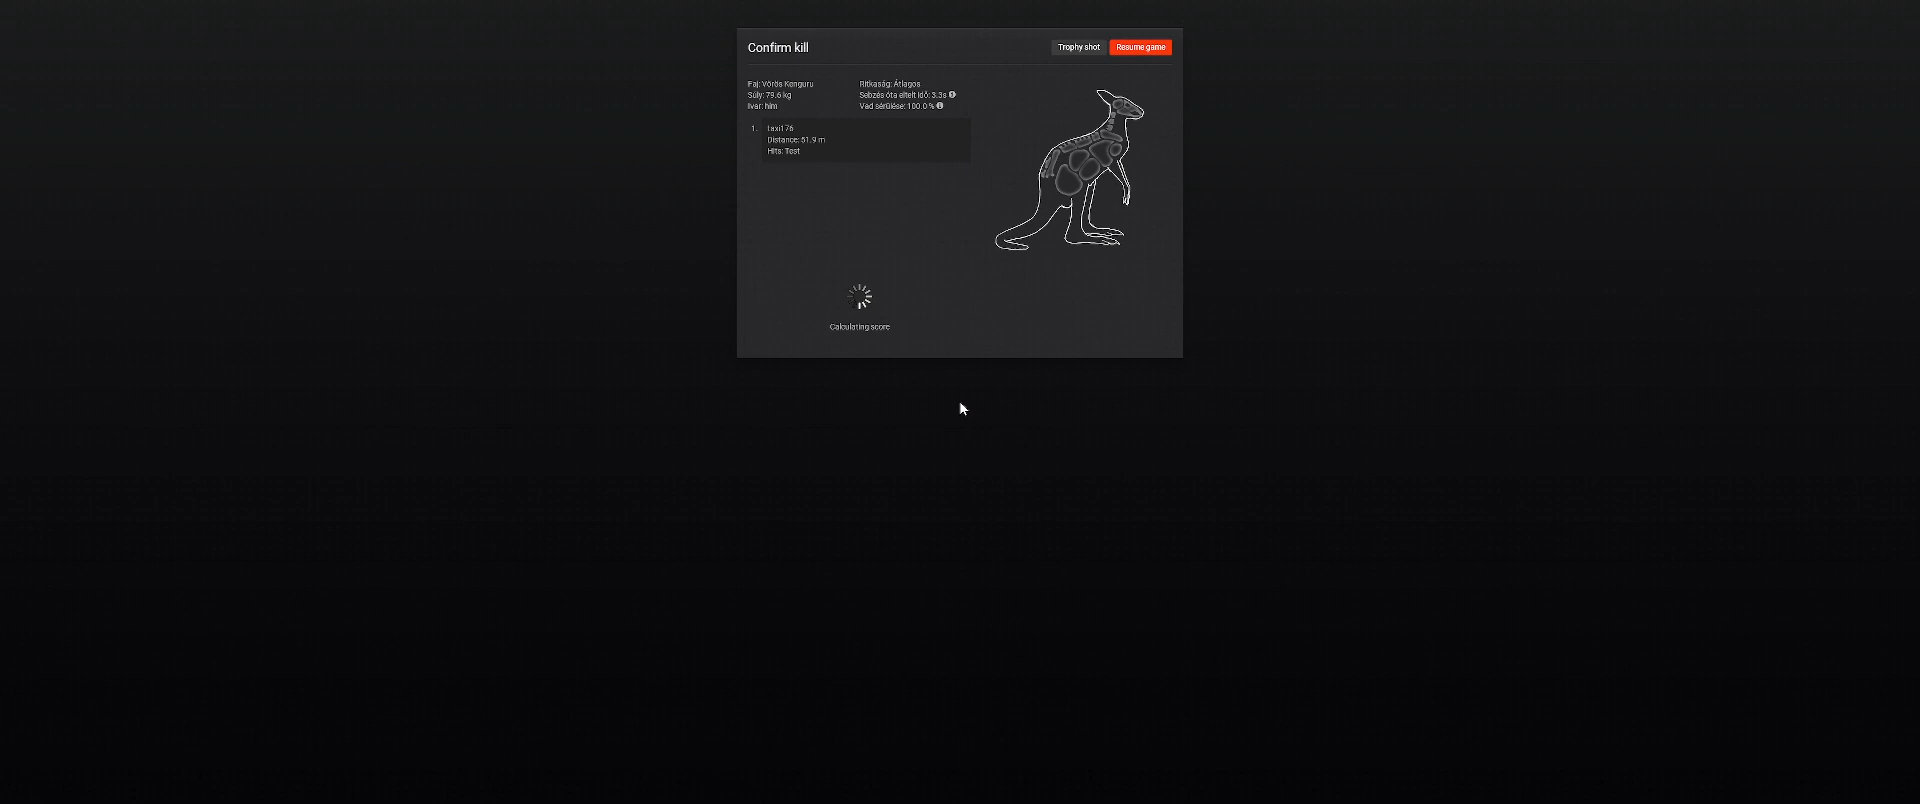 Confirm kill
Trophy shot
Resume game
Faj: Vörös Kenguru
Súly: 79.6 kg
Ivar: hím
Ritkaság: Átlagos
Sebzés óta eltelt idő: 3.3s
Vad sérülése: 100.0 %
1.
taxi176
Distance: 51.9 m
Hits: Test
Calculating score